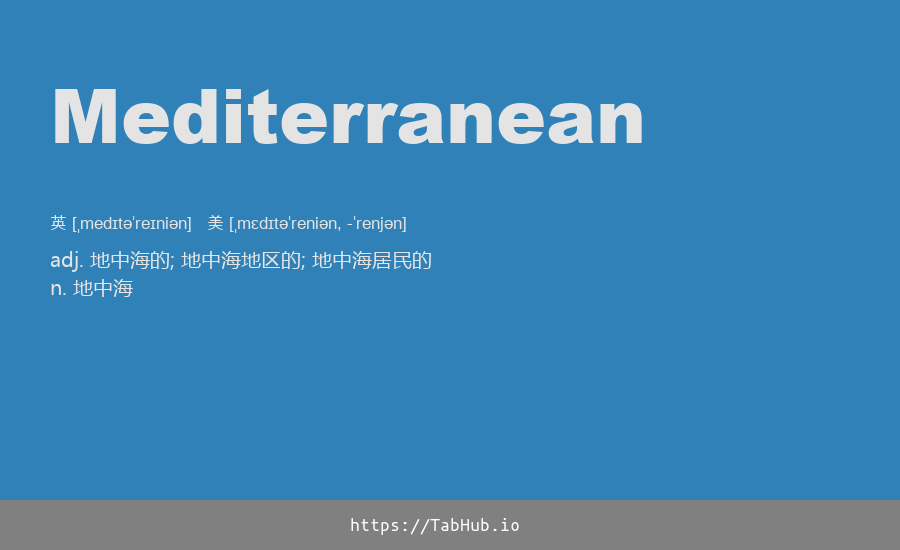 Mediterranean
英 [ˌmedɪtəˈreɪniən] 美 [ˌmɛdɪtəˈreniən, -ˈrenjən]
adj. 地中海的; 地中海地区的; 地中海居民的
n. 地中海
https://TabHub.io